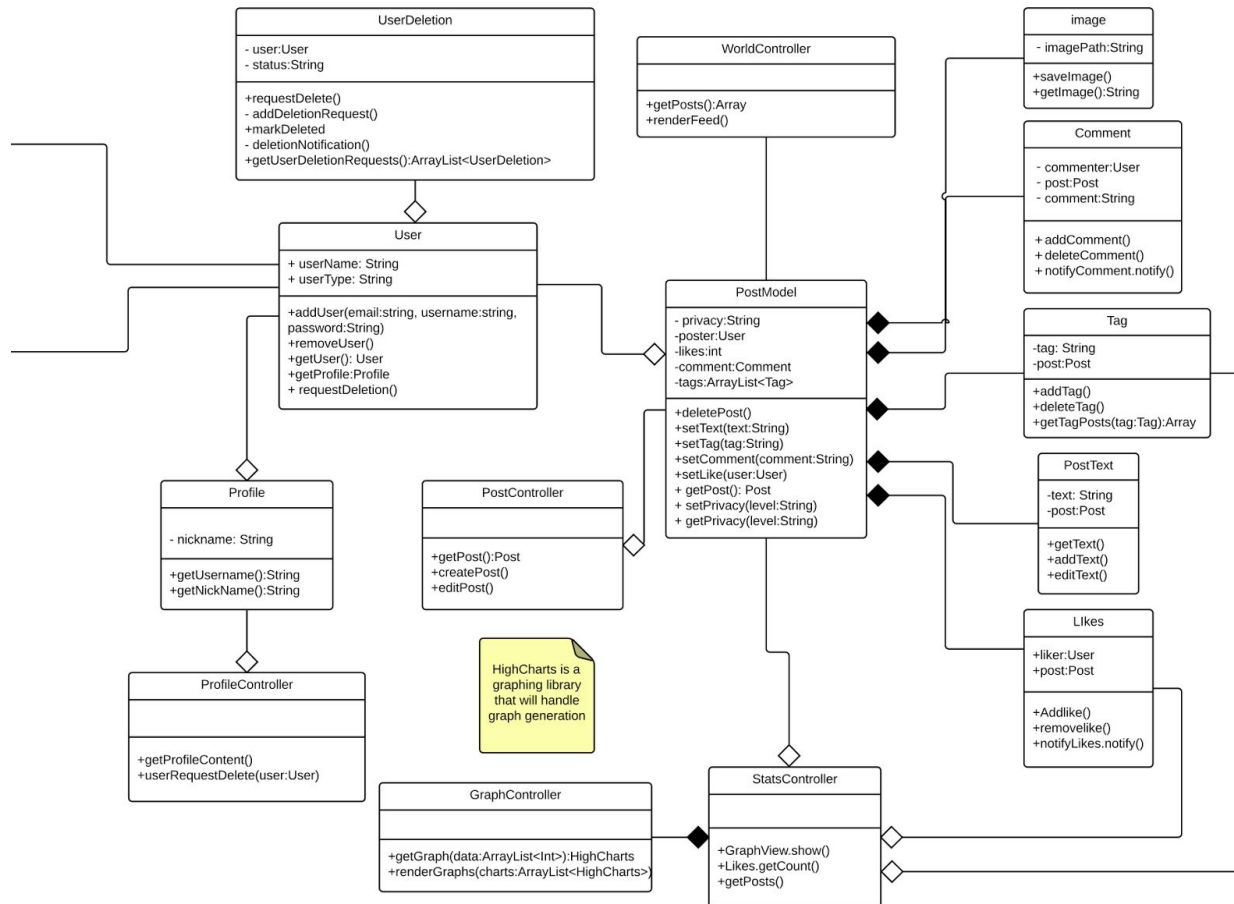 UserDeletion
- user:User
- status:String
+requestDelete()
- addDeletionRequest()
+markDeleted
- deletionNotification()
+getUserDeletionRequests():ArrayList<UserDeletion>
WorldController
+getPosts():Array
+renderFeed()
image
- imagePath:String
+saveImage()
+getImage():String
Comment
- commenter:User
- post:Post
- comment:String
+ addComment()
+ deleteComment()
+ notifyComment.notify()
User
+ userName: String
+ userType: String
+addUser(email:string, username:string,
password:String)
+removeUser()
+getUser(): User
+getProfile:Profile
+ requestDeletion()
PostModel
- privacy:String
-poster:User
-likes:int
-comment:Comment
-tags:ArrayList<Tag>
+deletePost()
+setText(text:String)
+setTag(tag:String)
+setComment(comment:String)
+setLike(user:User)
+ getPost(): Post
+ setPrivacy(level:String)
+ getPrivacy(level:String)
Tag
-tag: String
-post:Post
+addTag()
+deleteTag()
+getTagPosts(tag:Tag):Array
Profile
- nickname: String
+getUsername():String
+getNickName():String
PostController
+getPost():Post
+createPost()
+editPost()
PostText
-text: String
-post:Post
+getText()
+addText()
+editText()
LIkes
+liker:User
+post:Post
+Addlike()
+removelike()
+notifyLikes.notify()
HighCharts is a
graphing library
that will handle
graph generation
ProfileController
+getProfileContent()
+userRequestDelete(user:User)
GraphController
+getGraph(data:ArrayList<Int>):HighCharts
+renderGraphs(charts:ArrayList<HighCharts>)
StatsController
+GraphView.show()
+Likes.getCount()
+getPosts()